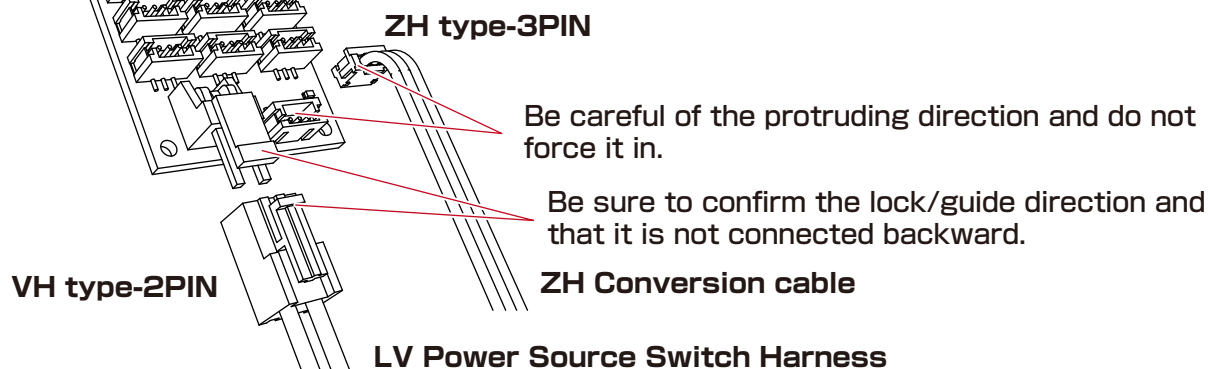 ZH type-3PIN
Be careful of the protruding direction and do not
force it in.
Be sure to confirm the lock/guide direction and
that it is not connected backward.
VH type-2PIN
ZH Conversion cable
LV Power Source Switch Harness